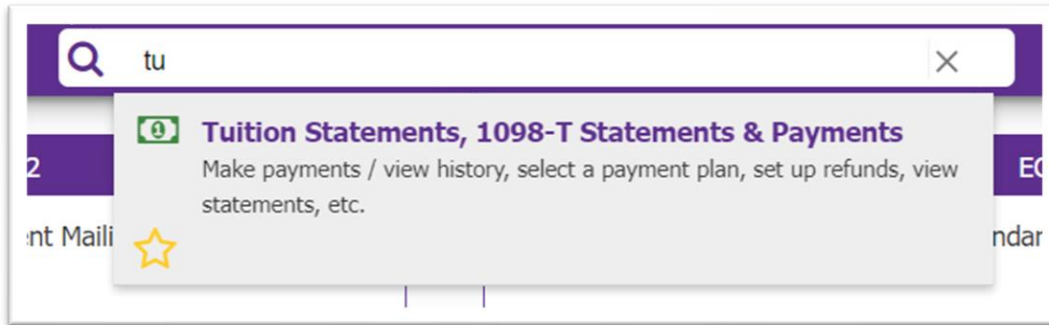 tu
Tuition Statements, 1098-T Statements & Payments
2
Make payments / view history, select a payment plan, set up refunds, view
statements, etc.